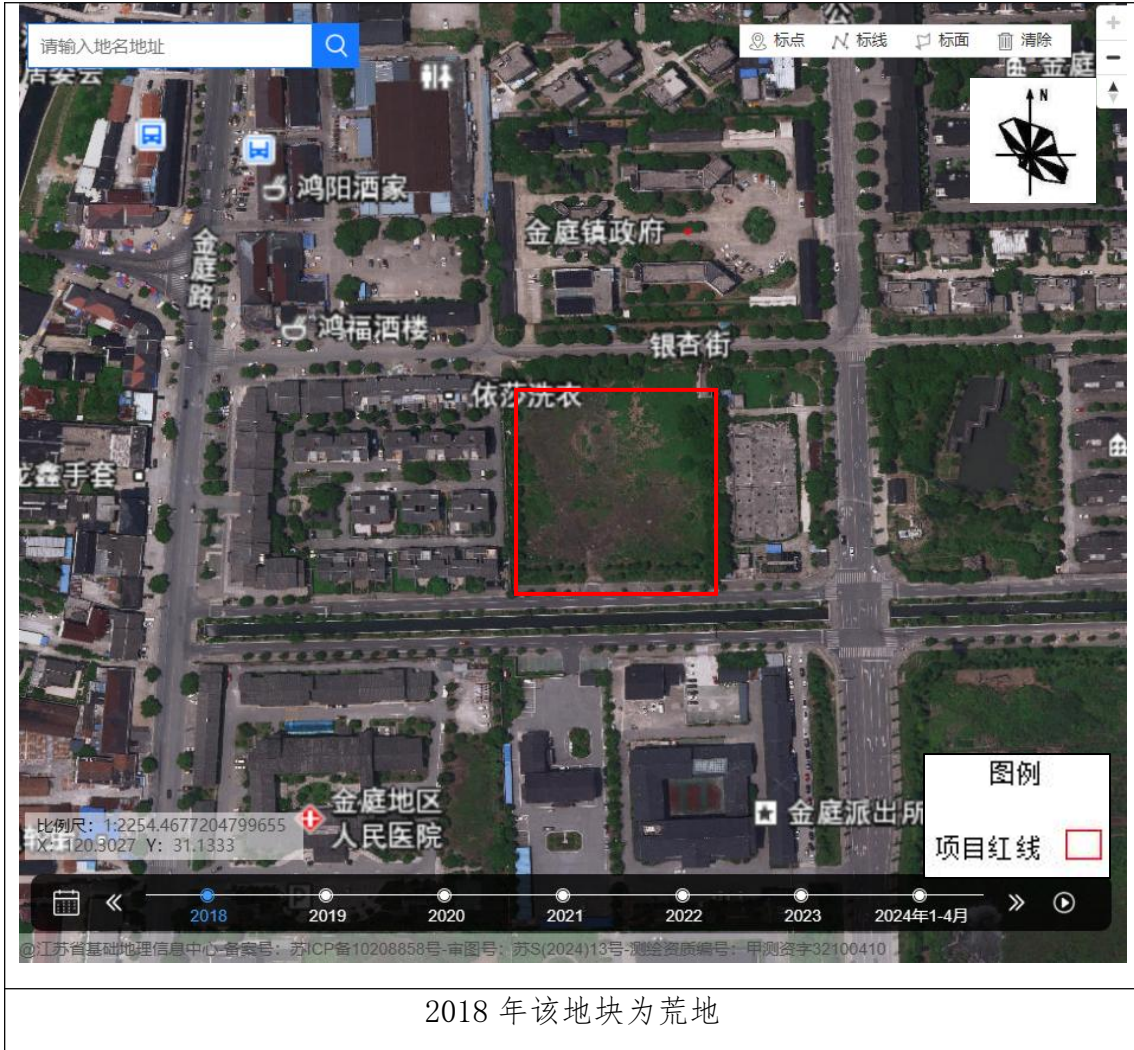 请输入地名地址
标点 标线 标面 清除
居委会
公
金庭
N
鸿阳酒家
金庭镇政府
金庭路
鸿福酒楼
银杏街
依莎洗衣
龙鑫手套
金庭地区
人民医院
金庭派出所
图例
项目红线
比例尺: 1:2254.4677204799655
X: 120.3027 Y: 31.1333
2018 2019 2020 2021 2022 2023 2024年1-4月
@江苏省基础地理信息中心-备案号: 苏ICP备10208858号-审图号: 苏S(2024)13号-测绘资质编号: 甲测资字32100410
2018 年该地块为荒地